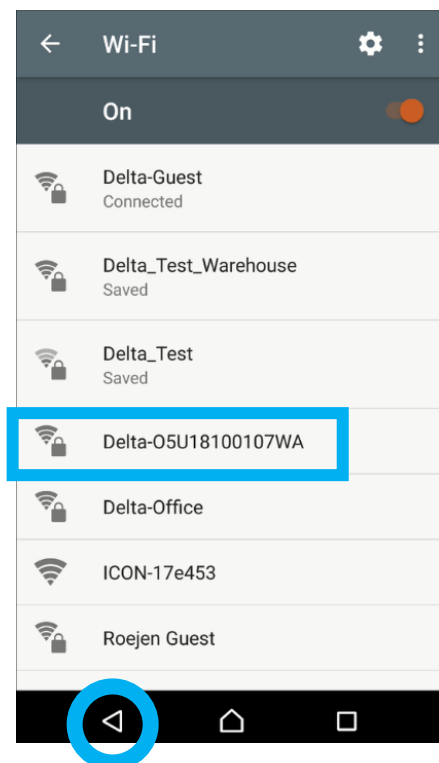 Wi-Fi
On
Delta-Guest
Connected
Delta_Test_Warehouse
Saved
Delta_Test
Saved
Delta-O5U18100107WA
Delta-Office
ICON-17e453
Roejen Guest